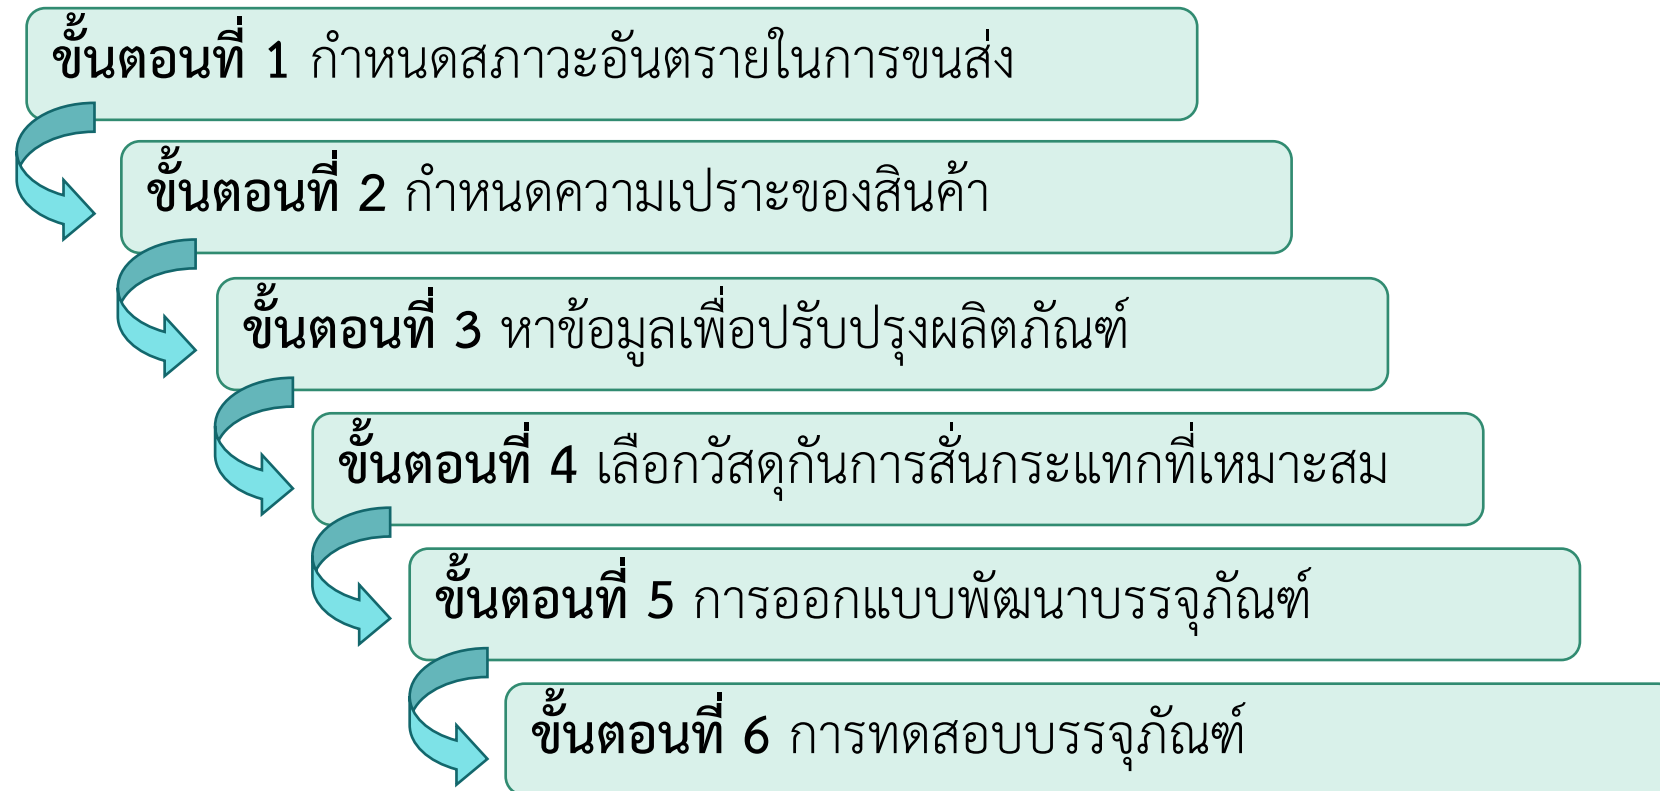 ขั้นตอนที่ 1 กำหนดสภาวะอันตรายในการขนส่ง
ขั้นตอนที่ 2 กำหนดความเปราะของสินค้า
ขั้นตอนที่ 3 หาข้อมูลเพื่อปรับปรุงผลิตภัณฑ์
ขั้นตอนที่ 4 เลือกวัสดุกันการสั่นกระแทกที่เหมาะสม
ขั้นตอนที่ 5 การออกแบบพัฒนาบรรจุภัณฑ์
ขั้นตอนที่ 6 การทดสอบบรรจุภัณฑ์